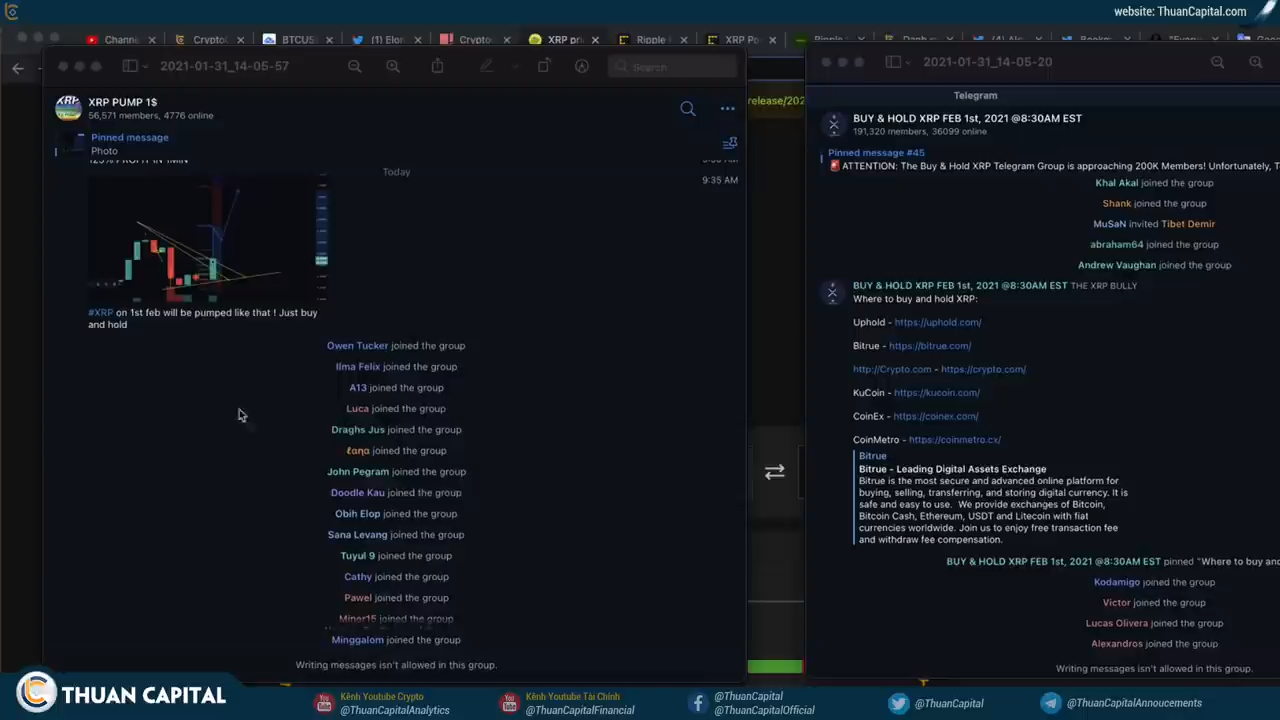 website: ThuanCapital.com
Channe
CryptoC
BTCUS
(1) Elon
Crypto
XRP pri
Ripple
XRP Po
2021-01-31_14-05-57
Search
XRP PUMP 1$
56,571 members, 4776 online
Pinned message
Photo
125% PROFIT IN 1MIN
Today
9:35 AM
#XRP on 1st feb will be pumped like that ! Just buy
and hold
Owen Tucker joined the group
Ilma Felix joined the group
A13 joined the group
Luca joined the group
Draghs Jus joined the group
ℓαηα joined the group
John Pegram joined the group
Doodle Kau joined the group
Obih Elop joined the group
Sana Levang joined the group
Tuyul 9 joined the group
Cathy joined the group
Pawel joined the group
Minar15 joined the group
Minggalom joined the group
Writing messages isn't allowed in this group.
release/202
2021-01-31_14-05-20
Telegram
BUY & HOLD XRP FEB 1st, 2021 @8:30AM EST
191,320 members, 36099 online
Pinned message #45
ATTENTION: The Buy & Hold XRP Telegram Group is approaching 200K Members! Unfortunately, T
Khal Akal joined the group
Shank joined the group
MuSaN invited Tibet Demir
abraham64 joined the group
Andrew Vaughan joined the group
BUY & HOLD XRP FEB 1st, 2021 @8:30AM EST THE XRP BULLY
Where to buy and hold XRP:
Uphold - https://uphold.com/
Bitrue - https://bitrue.com/
http://Crypto.com - https://crypto.com/
KuCoin - https://kucoin.com/
CoinEx - https://coinex.com/
CoinMetro - https://coinmetro.cx/
Bitrue
Bitrue - Leading Digital Assets Exchange
Bitrue is the most secure and advanced online platform for
buying, selling, transferring, and storing digital currency. It is
safe and easy to use. We provide exchanges of Bitcoin,
Bitcoin Cash, Ethereum, USDT and Litecoin with fiat
currencies worldwide. Join us to enjoy free transaction fee
and withdraw fee compensation.
BUY & HOLD XRP FEB 1st, 2021 @8:30AM EST pinned "Where to buy and
Kodamigo joined the group
Victor joined the group
Lucas Olivera joined the group
Alexandros joined the group
Writing messages isn't allowed in this group.
THUAN CAPITAL
Kênh Youtube Crypto
@ThuanCapitalAnalytics
Kênh Youtube Tài Chính
@ThuanCapitalFinancial
@ThuanCapital
@ThuanCapitalOfficial
@ThuanCapital
@ThuanCapitalAnnoucements